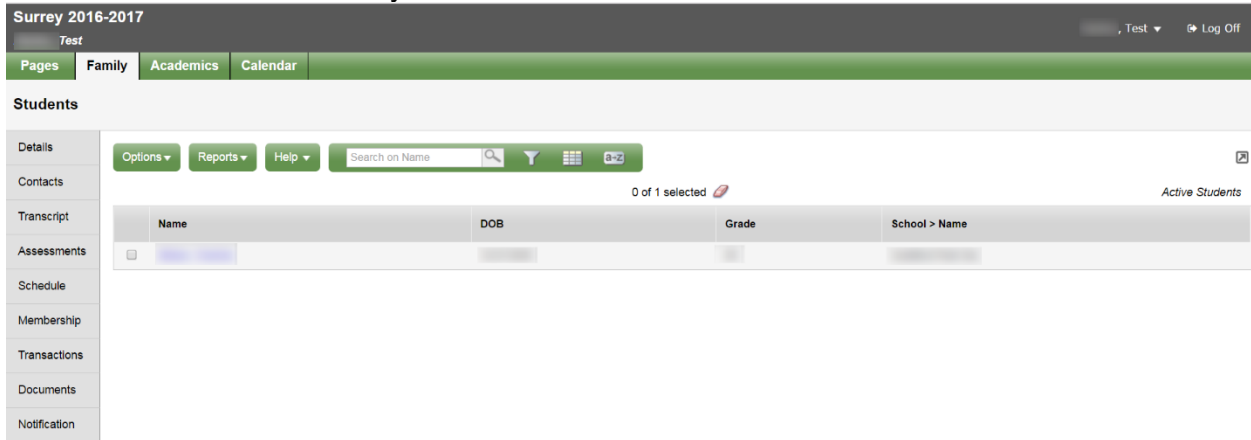 Surrey 2016-2017
Test
, Test Log Off
Pages Family Academics Calendar
Students
Details
Contacts
Transcript
Assessments
Schedule
Membership
Transactions
Documents
Notification
Options Reports Help Search on Name a-z
0 of 1 selected Active Students
Name DOB Grade School > Name